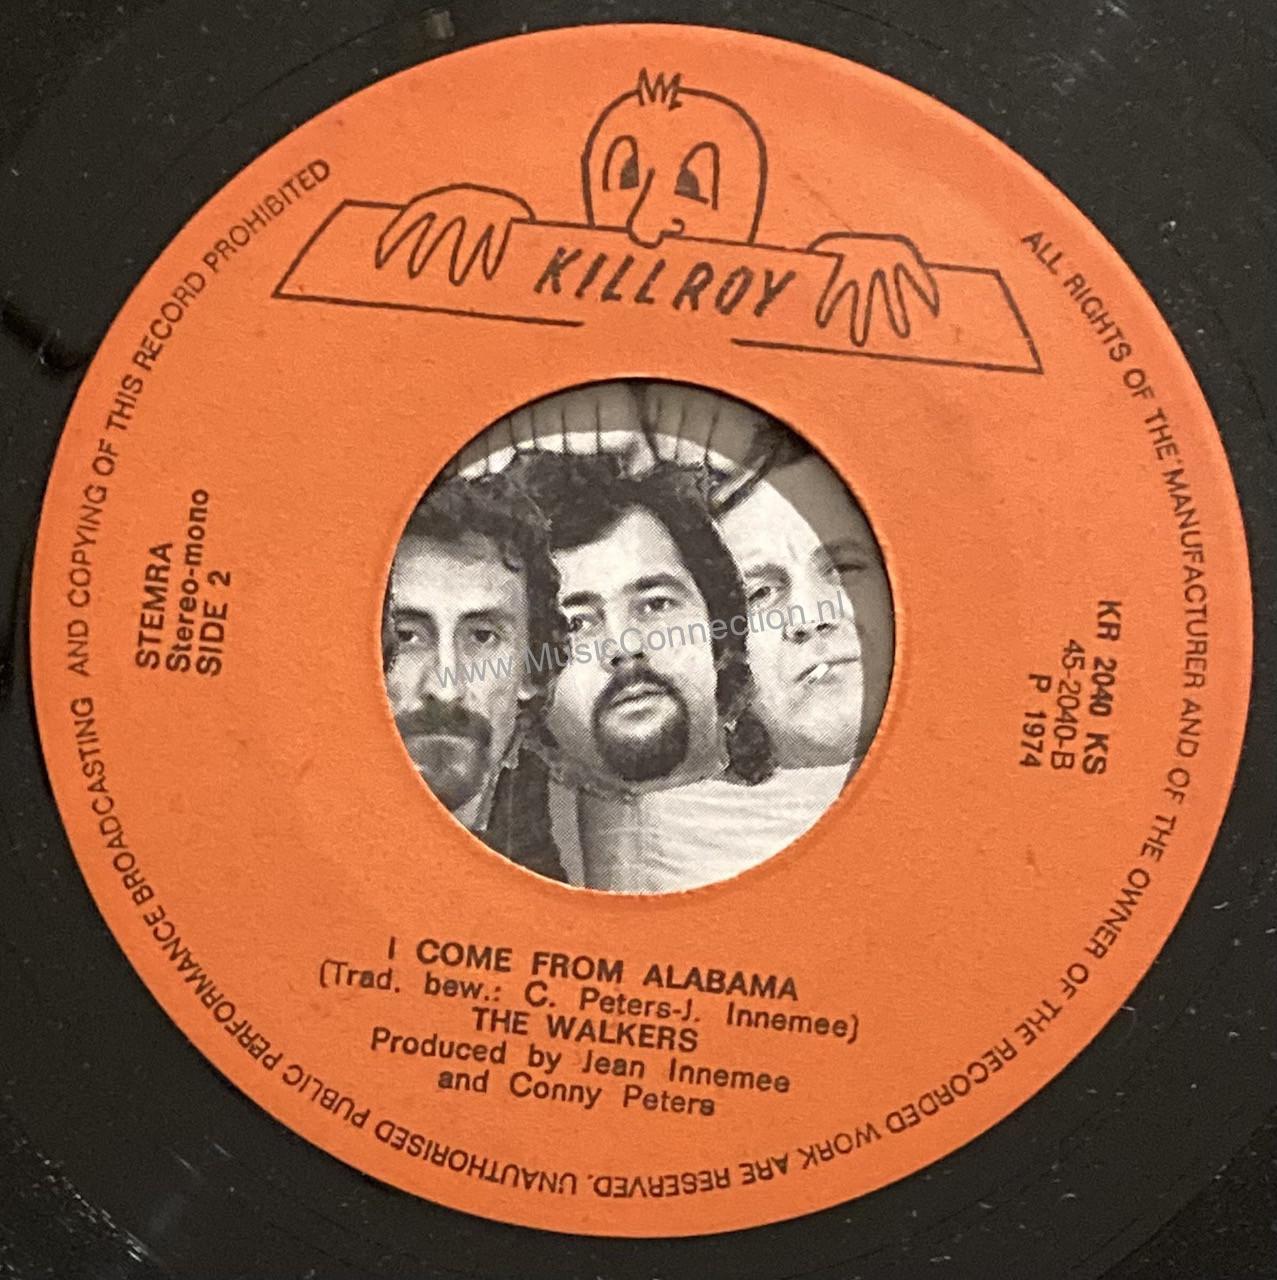 KILLROY
ALL RIGHTS OF THE MANUFACTURER AND OF THE OWNER OF THE RECORDED WORK ARE RESERVED. UNAUTHORISED PUBLIC PERFORMANCE BROADCASTING AND COPYING OF THIS RECORD PROHIBITED
STEMRA
Stereo-mono
SIDE 2
KR 2040 KS
45-2040-B
P 1974
www.MusicConnection.nl
I COME FROM ALABAMA
(Trad. bew.: C. Peters-J. Innemee)
THE WALKERS
Produced by Jean Innemee
and Conny Peters